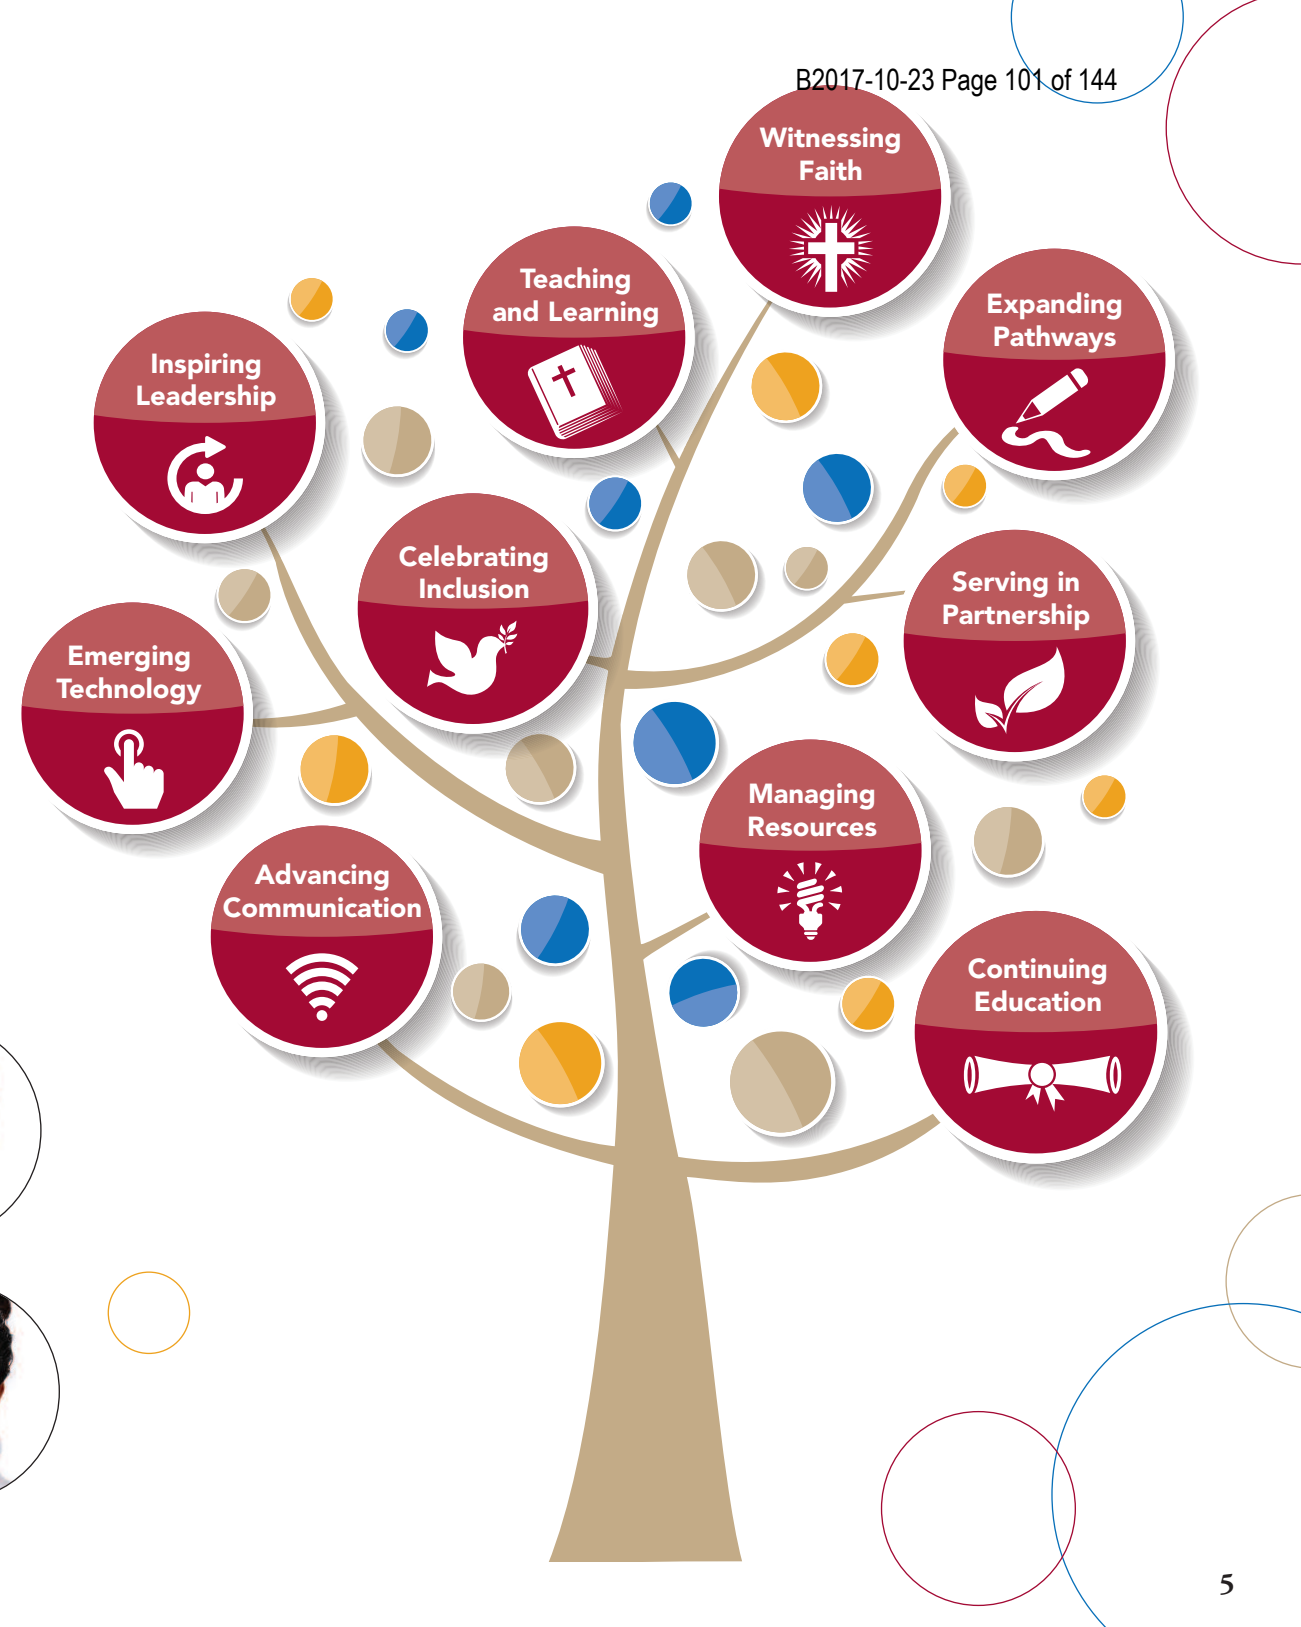 B2017-10-23 Page 101 of 144
Witnessing
Faith
Teaching
and Learning
Expanding
Pathways
Inspiring
Leadership
Celebrating
Inclusion
Serving in
Partnership
Emerging
Technology
Managing
Resources
Advancing
Communication
Continuing
Education
5